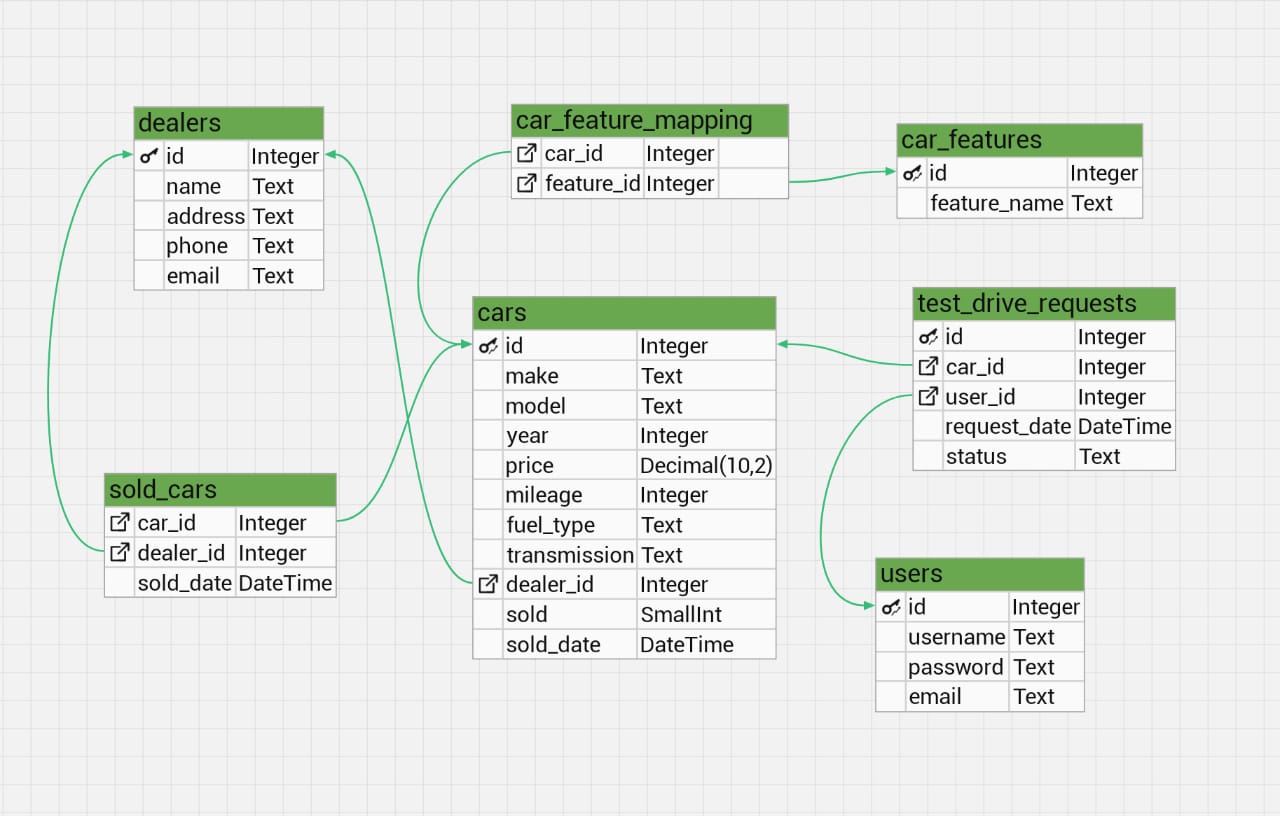 dealers
id Integer
name Text
address Text
phone Text
email Text
car_feature_mapping
car_id Integer
feature_id Integer
car_features
id Integer
feature_name Text
cars
id Integer
make Text
model Text
year Integer
price Decimal(10,2)
mileage Integer
fuel_type Text
transmission Text
dealer_id Integer
sold SmallInt
sold_date DateTime
test_drive_requests
id Integer
car_id Integer
user_id Integer
request_date DateTime
status Text
sold_cars
car_id Integer
dealer_id Integer
sold_date DateTime
users
id Integer
username Text
password Text
email Text